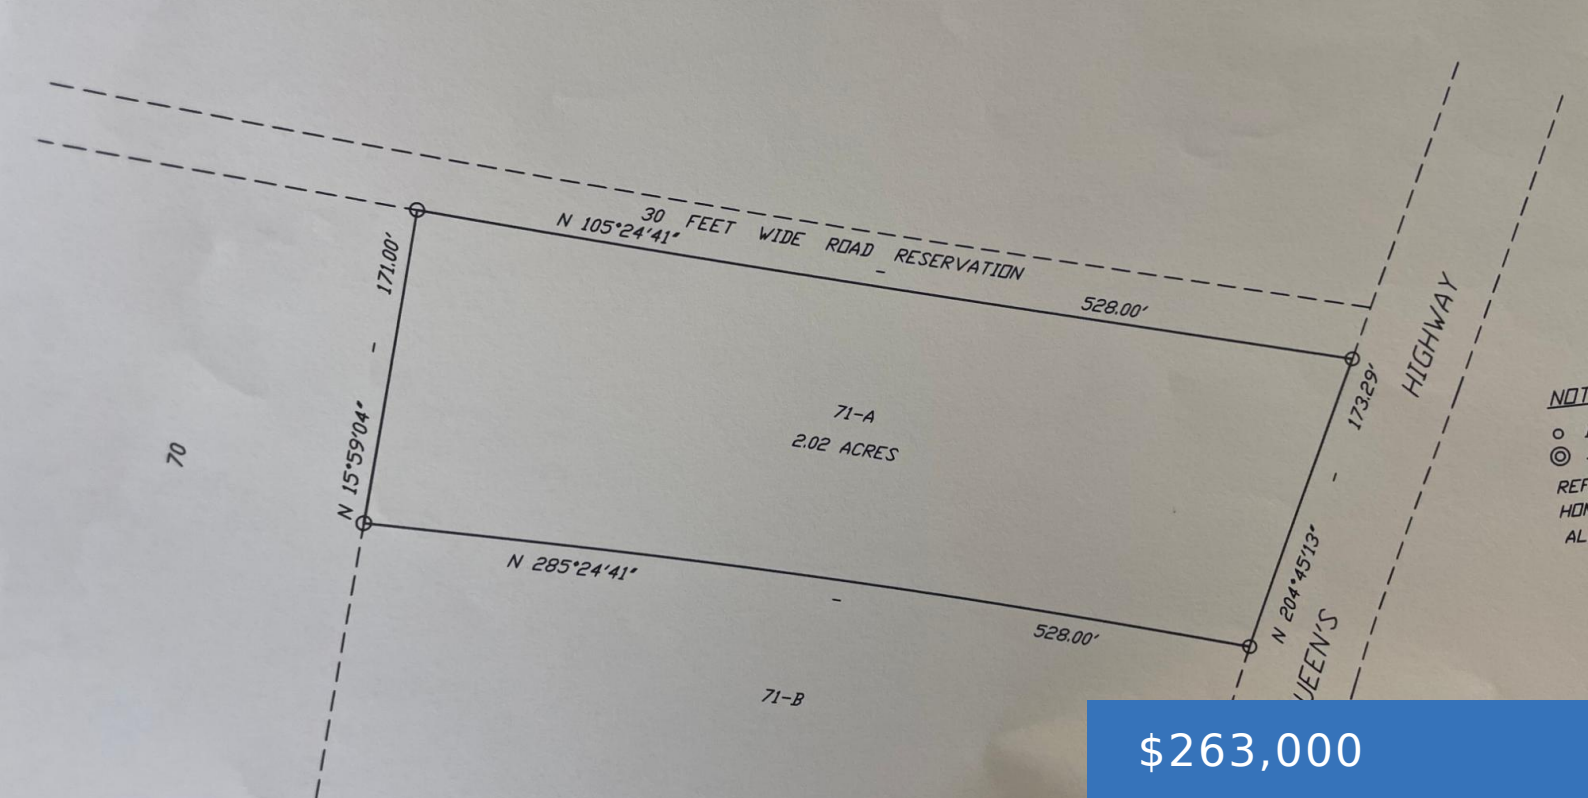 30 FEET WIDE ROAD RESERVATION
N 105°24'41" - 528.00'
171.00'
-
N 15°59'04"
70
71-A
2.02 ACRES
173.29'
-
N 204°45'13"
HIGHWAY
N 285°24'41" - 528.00'
71-B
$263,000